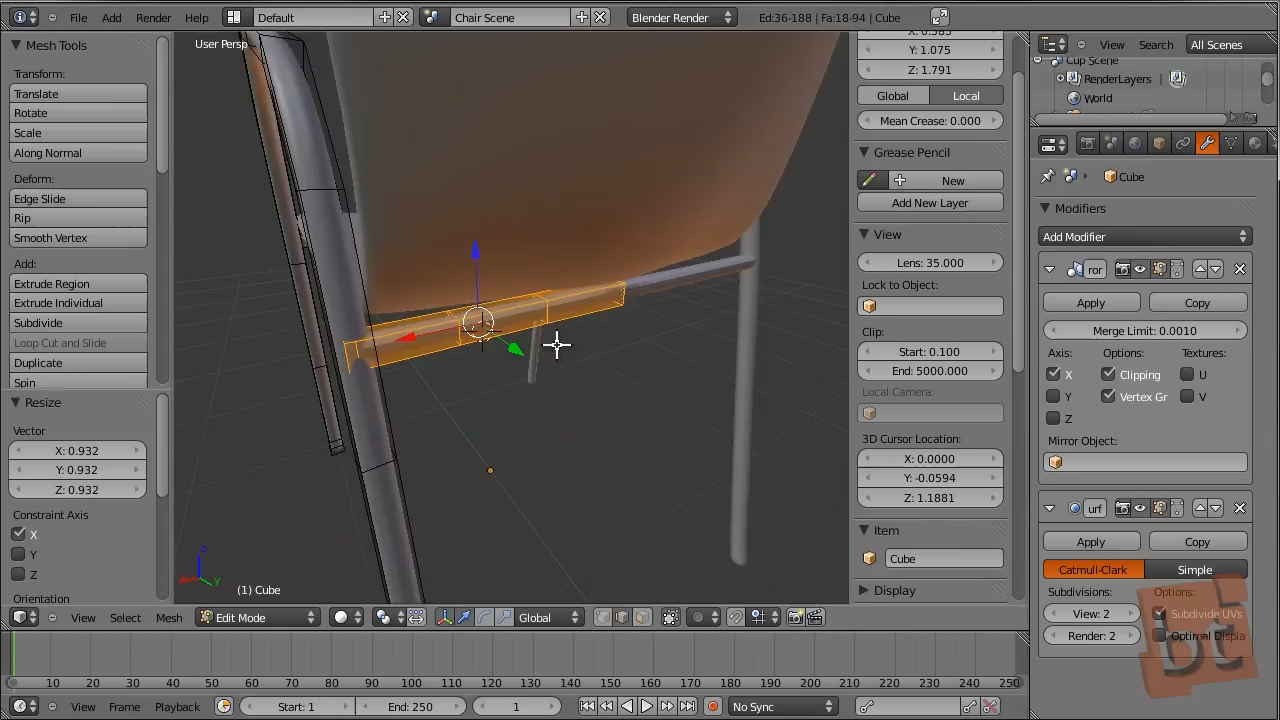 File Add Render Help Default Chair Scene Blender Render Ed:36-188 | Fa:18-94 | Cube
Mesh Tools
Transform:
Translate
Rotate
Scale
Along Normal
Deform:
Edge Slide
Rip
Smooth Vertex
Add:
Extrude Region
Extrude Individual
Subdivide
Loop Cut and Slide
Duplicate
Spin
Resize
Vector
X: 0.932
Y: 0.932
Z: 0.932
Constraint Axis
X
Y
Z
Orientation
User Persp
z
y
(1) Cube
View Select Mesh Edit Mode Global
Y: 1.075
Z: 1.791
Global Local
Mean Crease: 0.000
Grease Pencil
New
Add New Layer
View
Lens: 35.000
Lock to Object:
Clip:
Start: 0.100
End: 5000.000
Local Camera:
3D Cursor Location:
X: 0.0000
Y: -0.0594
Z: 1.1881
Item
Cube
Display
View Search All Scenes
Cup Scene
RenderLayers |
World
Cube
Modifiers
Add Modifier
ror
Apply Copy
Merge Limit: 0.0010
Axis: Options: Textures:
X Clipping U
Y Vertex Gr V
Z
Mirror Object:
urf
Apply Copy
Catmull-Clark Simple
Subdivisions: Options:
View: 2 Subdivide UVs
Render: 2 Optimal Displa
bc
10 20 30 40 50 60 70 80 90 100 110 120 130 140 150 160 170 180 190 200 210 220 230 240 250
View Frame Playback Start: 1 End: 250 1 No Sync